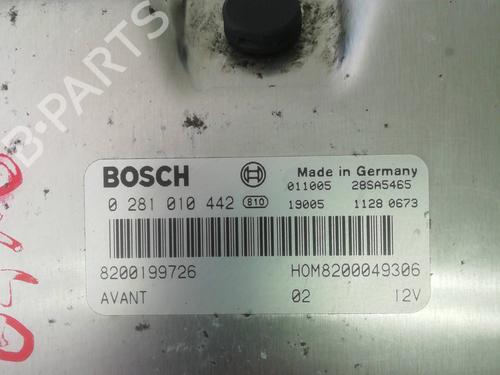 B-PARTS
BOSCH
Made in Germany
011005 28SA5465
0 281 010 442 810
19005 1128 0673
8200199726 HOM8200049306
AVANT 02 12V